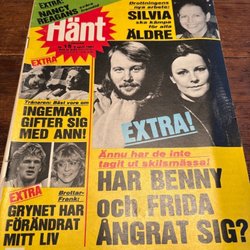 EXTRA
NANCY
REAGANS
Hänt
EXTRA
Tränaren: Bäst vore om
INGEMAR
GIFTER SIG
MED ANN!
EXTRA
Brottar-
Frank:
GRYNET HAR
FÖRÄNDRAT
MITT LIV
Drottningens
nya arbete:
SILVIA
ska kämpa
för alla
ÄLDRE
EXTRA!
Ännu har de inte
tagit ut skilsmässa!
HAR BENNY
och FRIDA
ÅNGRAT SIG?